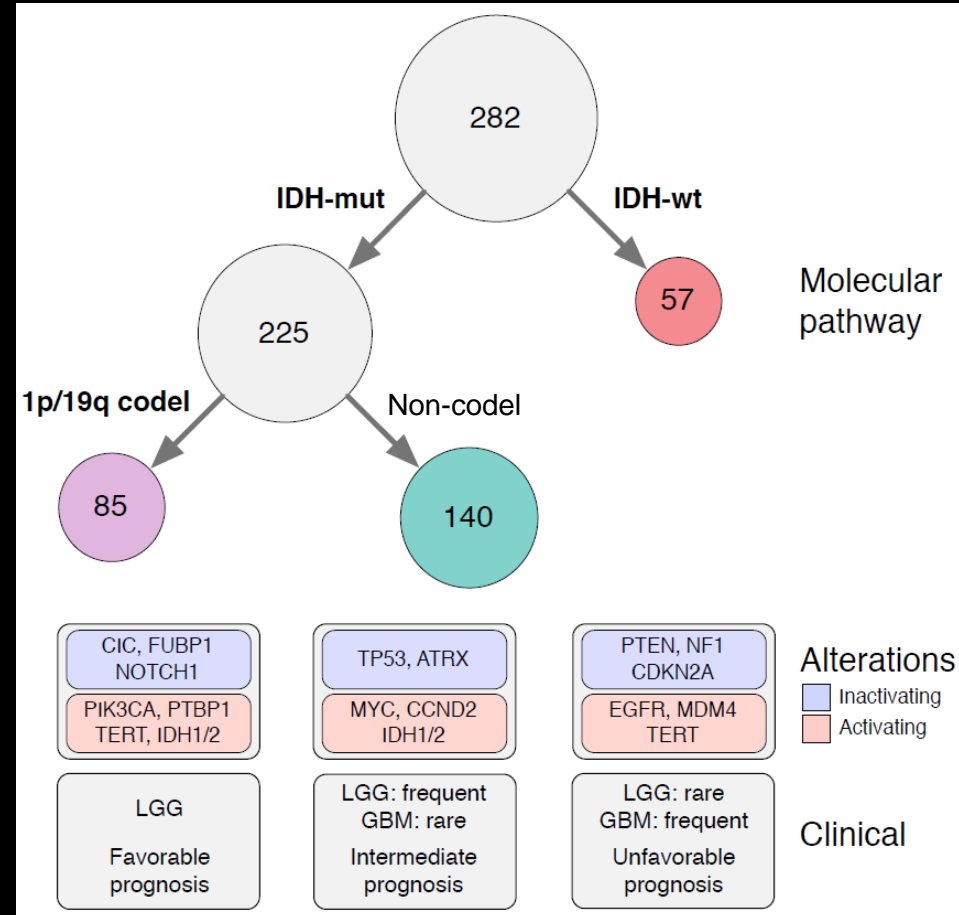 282
IDH-mut
IDH-wt
57
Molecular
pathway
225
1p/19q codel
Non-codel
85
140
CIC, FUBP1
NOTCH1
PIK3CA, PTBP1
TERT, IDH1/2
TP53, ATRX
MYC, CCND2
IDH1/2
PTEN, NF1
CDKN2A
EGFR, MDM4
TERT
Alterations
Inactivating
Activating
LGG
Favorable
prognosis
LGG: frequent
GBM: rare
Intermediate
prognosis
LGG: rare
GBM: frequent
Unfavorable
prognosis
Clinical